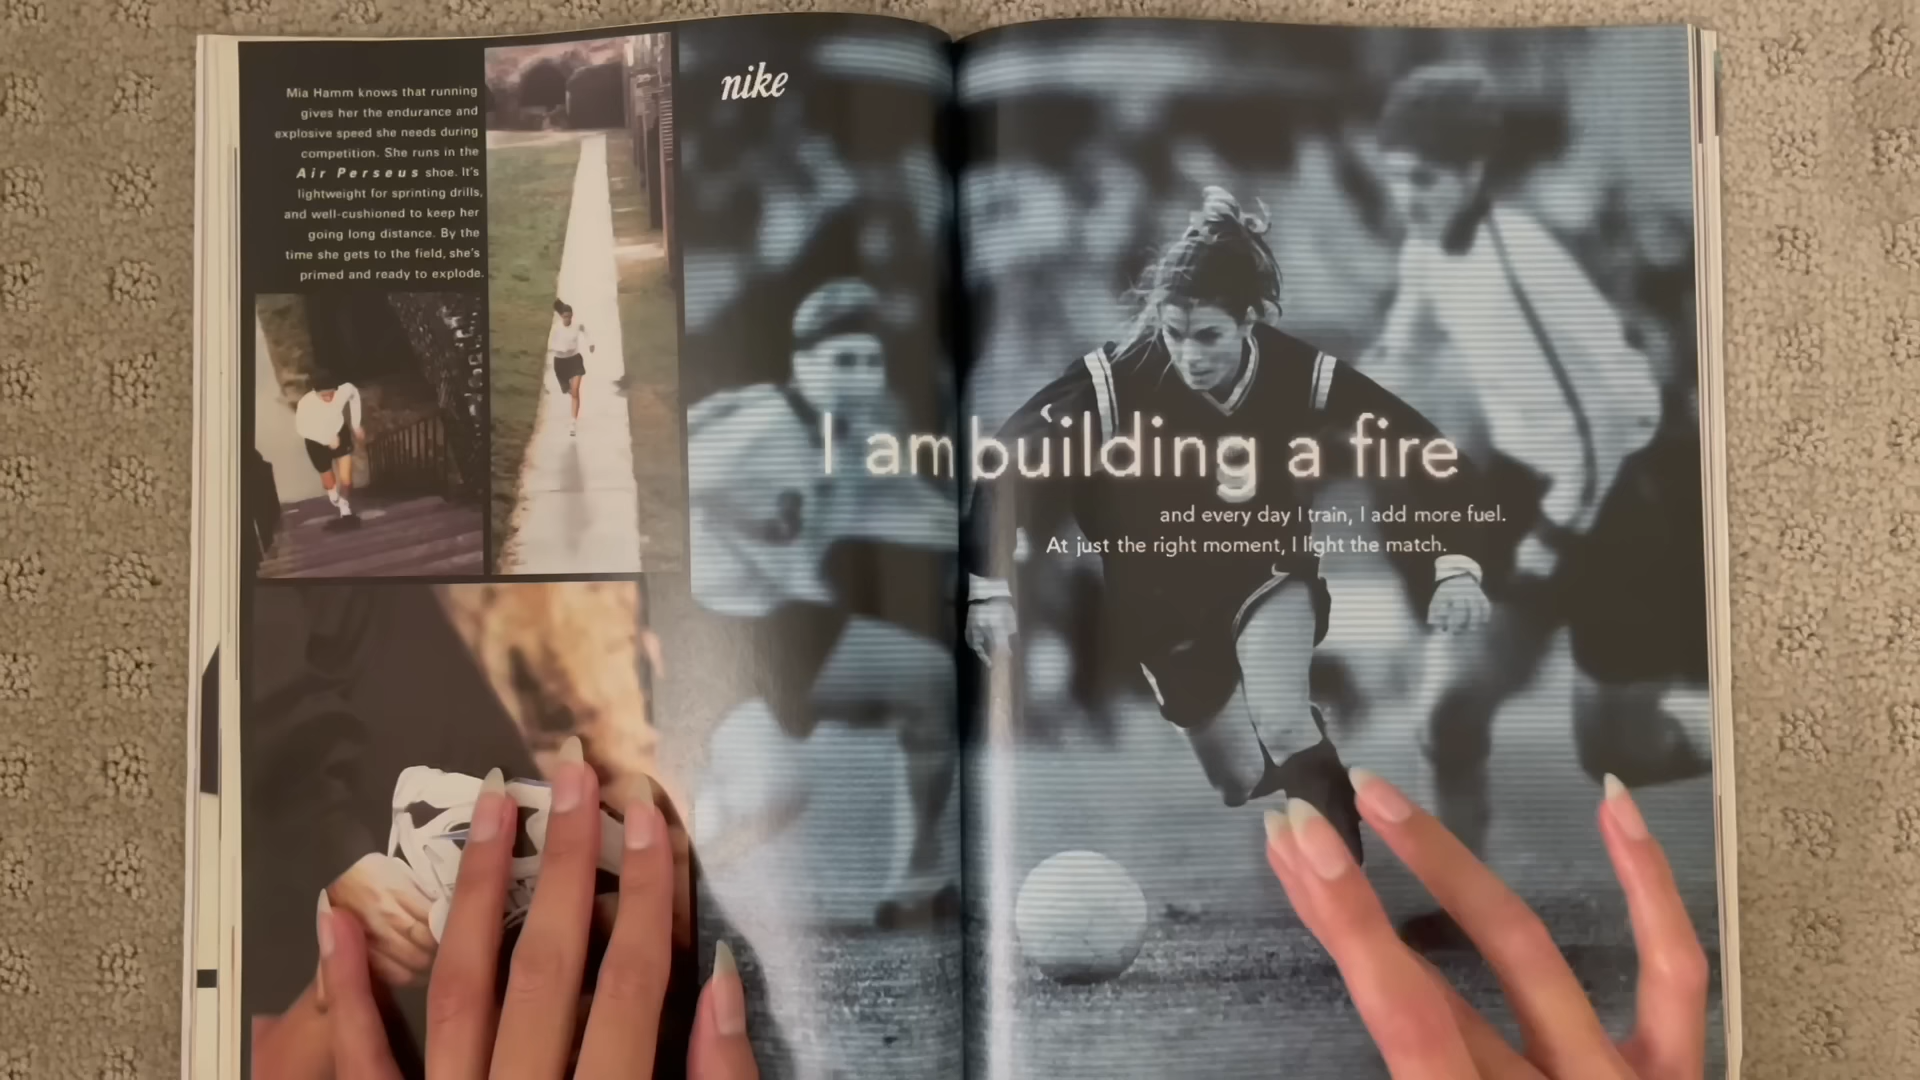 Mia Hamm knows that running
gives her the endurance and
explosive speed she needs during
competition. She runs in the
Air Perseus shoe. It's
lightweight for sprinting drills,
and well-cushioned to keep her
going long distance. By the
time she gets to the field, she's
primed and ready to explode.
nike
I am building a fire
and every day I train, I add more fuel.
At just the right moment, I light the match.